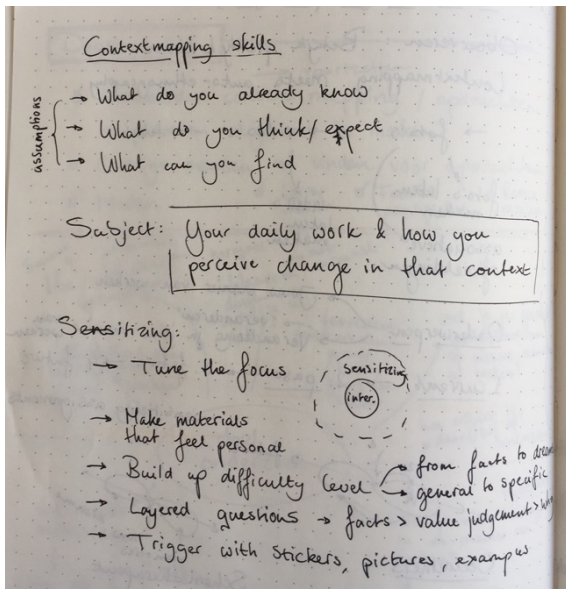 Contextmapping skills
assumptions
→ What do you already know
→ What do you think/expect
→ What can you find
Subject: Your daily work & how you
perceive change in that context
Sensitizing:
→ Tune the focus
Sensitizing
inter.
→ Make materials
that feel personal
→ Build up difficulty level
→ from facts to
→ general to specific
→ Layered questions → facts > value judgement >
→ Trigger with stickers, pictures,